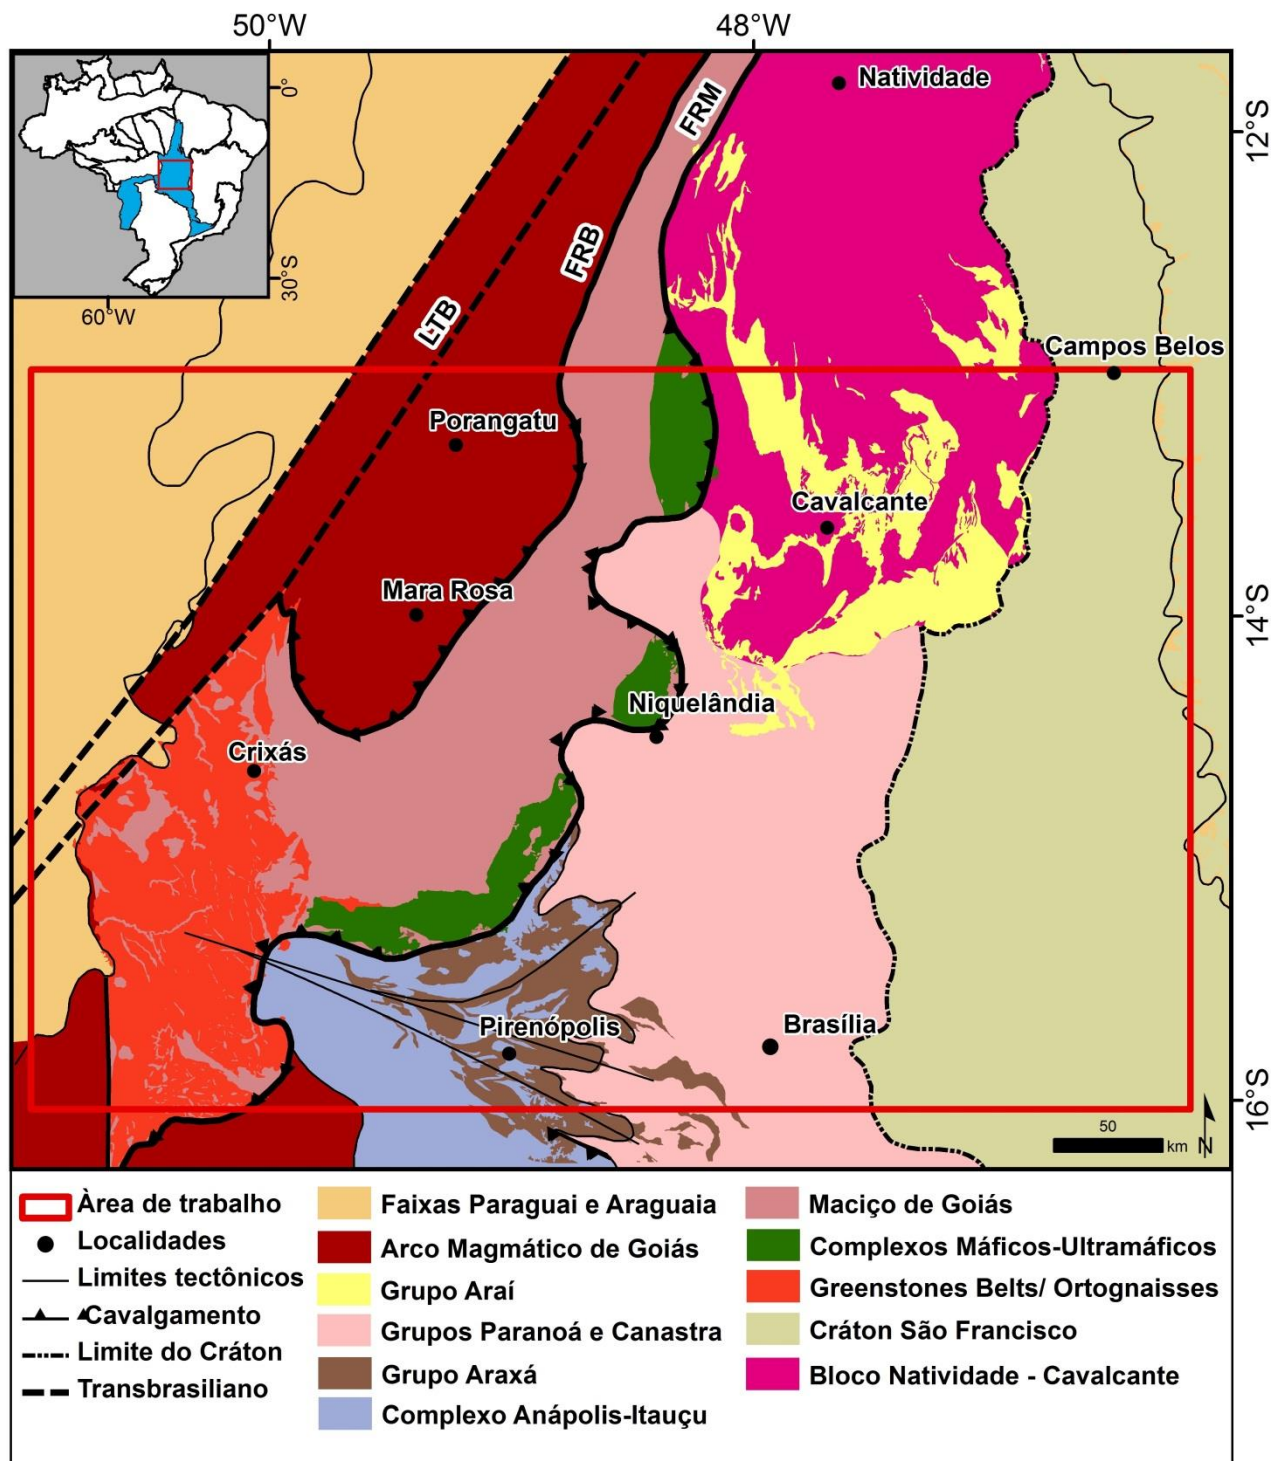 50°W
48°W
0°
30°S
60°W
Natividade
12°S
FRM
FRB
LTB
Campos Belos
Porangatu
Cavalcante
Mara Rosa
14°S
Niquelândia
Crixás
Pirenópolis
Brasília
16°S
50
km
N
Àrea de trabalho
Localidades
Limites tectônicos
Cavalgamento
Limite do Cráton
Transbrasiliano
Faixas Paraguai e Araguaia
Arco Magmático de Goiás
Grupo Araí
Grupos Paranoá e Canastra
Grupo Araxá
Complexo Anápolis-Itauçu
Maciço de Goiás
Complexos Máficos-Ultramáficos
Greenstones Belts/ Ortognaisses
Cráton São Francisco
Bloco Natividade - Cavalcante